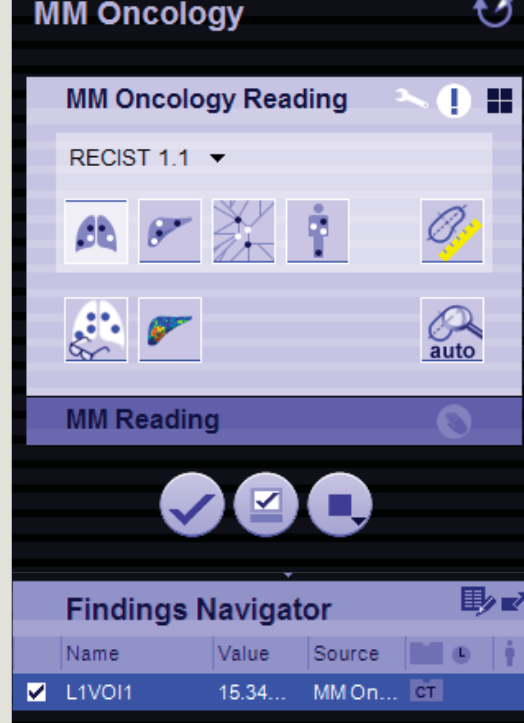 MM Oncology
MM Oncology Reading
RECIST 1.1
auto
MM Reading
Findings Navigator
Name Value Source
L1VOI1 15.34... MM On... CT